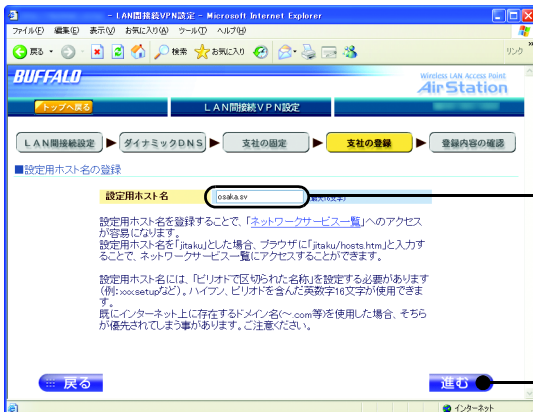 - LAN間接続VPN設定 - Microsoft Internet Explorer
ファイル(F) 編集(E) 表示(V) お気に入り(A) ツール(T) ヘルプ(H)
戻る 検索 お気に入り リンク »
BUFFALO
Wireless LAN Access Point
AirStation
トップへ戻る LAN間接続VPN設定
LAN間接続設定 ダイナミックDNS 支社の固定 支社の登録 登録内容の確認
■設定用ホスト名の登録
設定用ホスト名 osaka.sv
設定用ホスト名を登録することで、「ネットワークサービス一覧」へのアクセス
が容易になります。
設定用ホスト名を「jitaku」とした場合、ブラウザに「jitaku/hosts.htm」と入力す
ることで、ネットワークサービス一覧にアクセスすることができます。
設定用ホスト名には、「ピリオドで区切られた名称」を設定する必要があります
(例:xxx.setupなど)。ハイフン、ピリオドを含んだ英数字16文字が使用できま
す。
既にインターネット上に存在するドメイン名(~.com等)を使用した場合、そちら
が優先されてしまう事があります。ご注意ください。
戻る 進む
インターネット